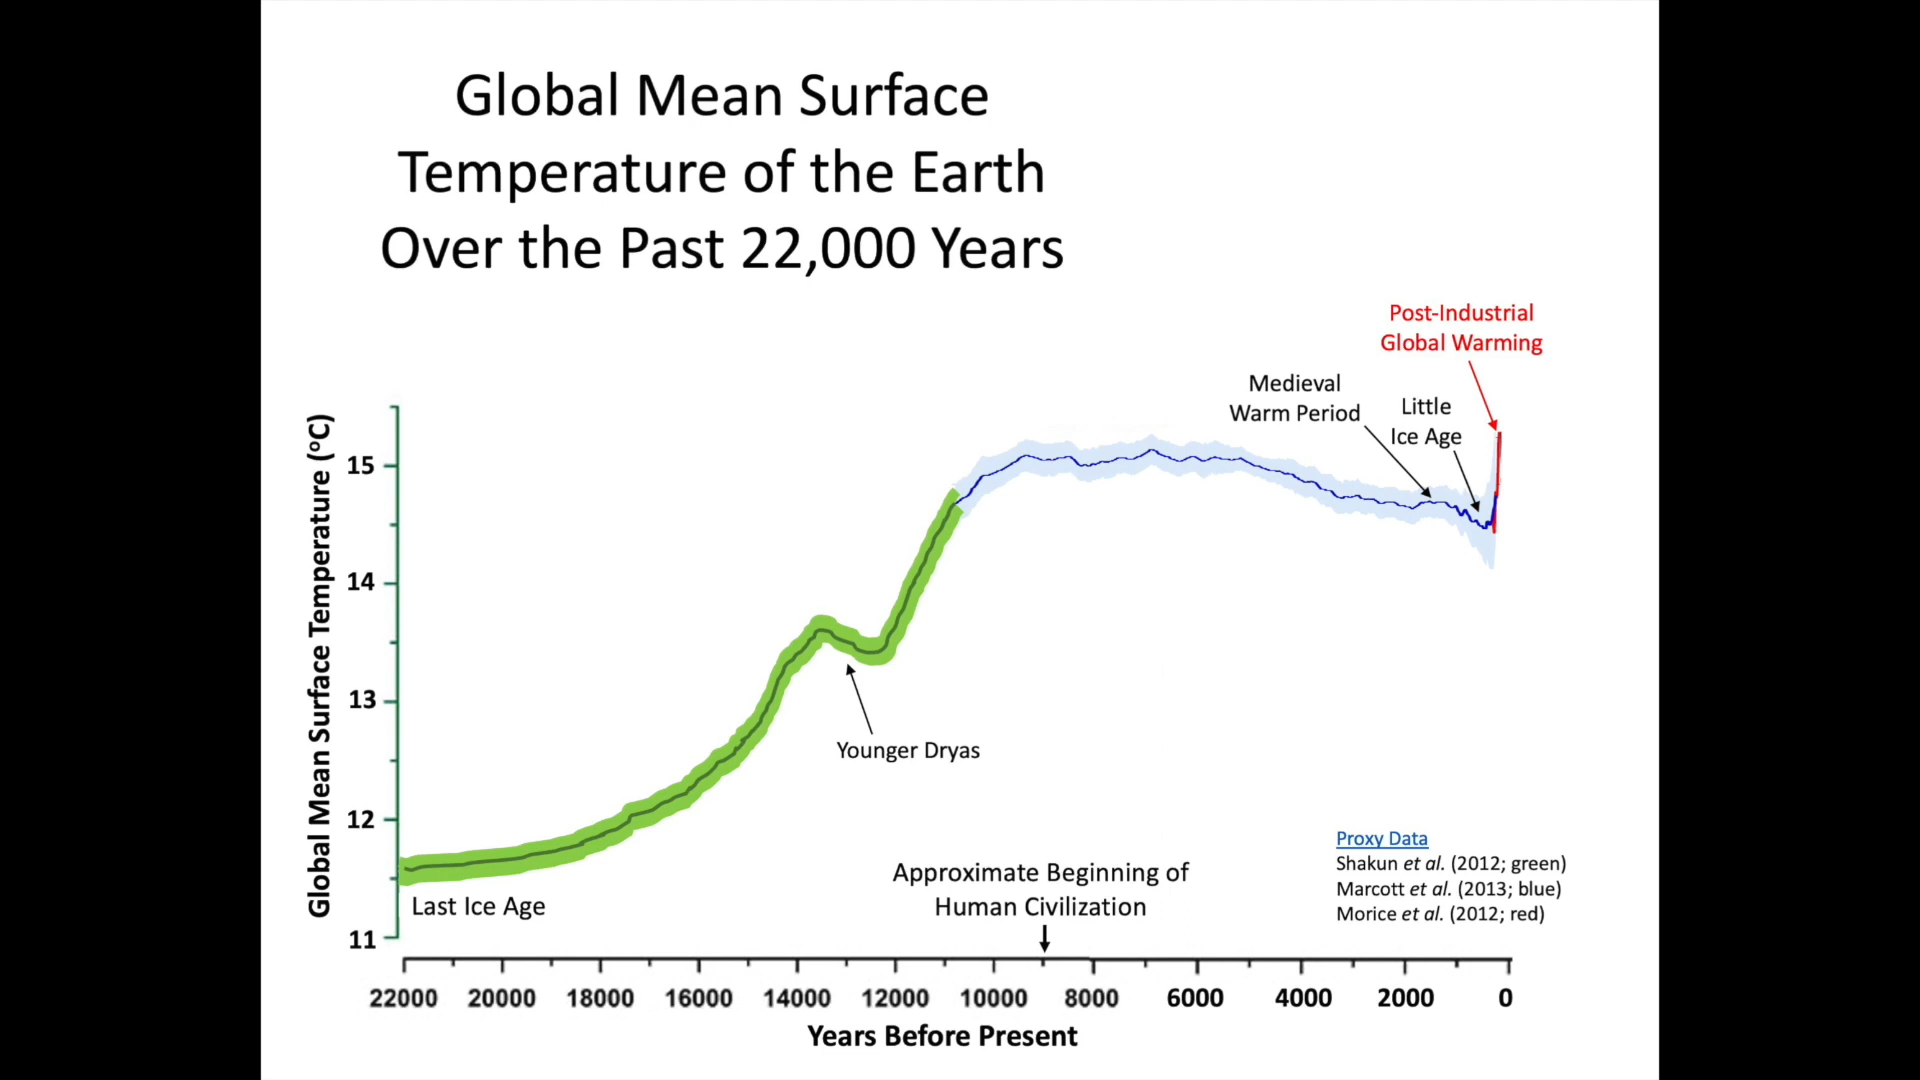 Global Mean Surface
Temperature of the Earth
Over the Past 22,000 Years
Post-Industrial
Global Warming
Medieval
Warm Period
Little
Ice Age
Global Mean Surface Temperature (ºC)
15
14
13
12
11
Younger Dryas
Last Ice Age
Approximate Beginning of
Human Civilization
Proxy Data
Shakun et al. (2012; green)
Marcott et al. (2013; blue)
Morice et al. (2012; red)
22000 20000 18000 16000 14000 12000 10000 8000 6000 4000 2000 0
Years Before Present